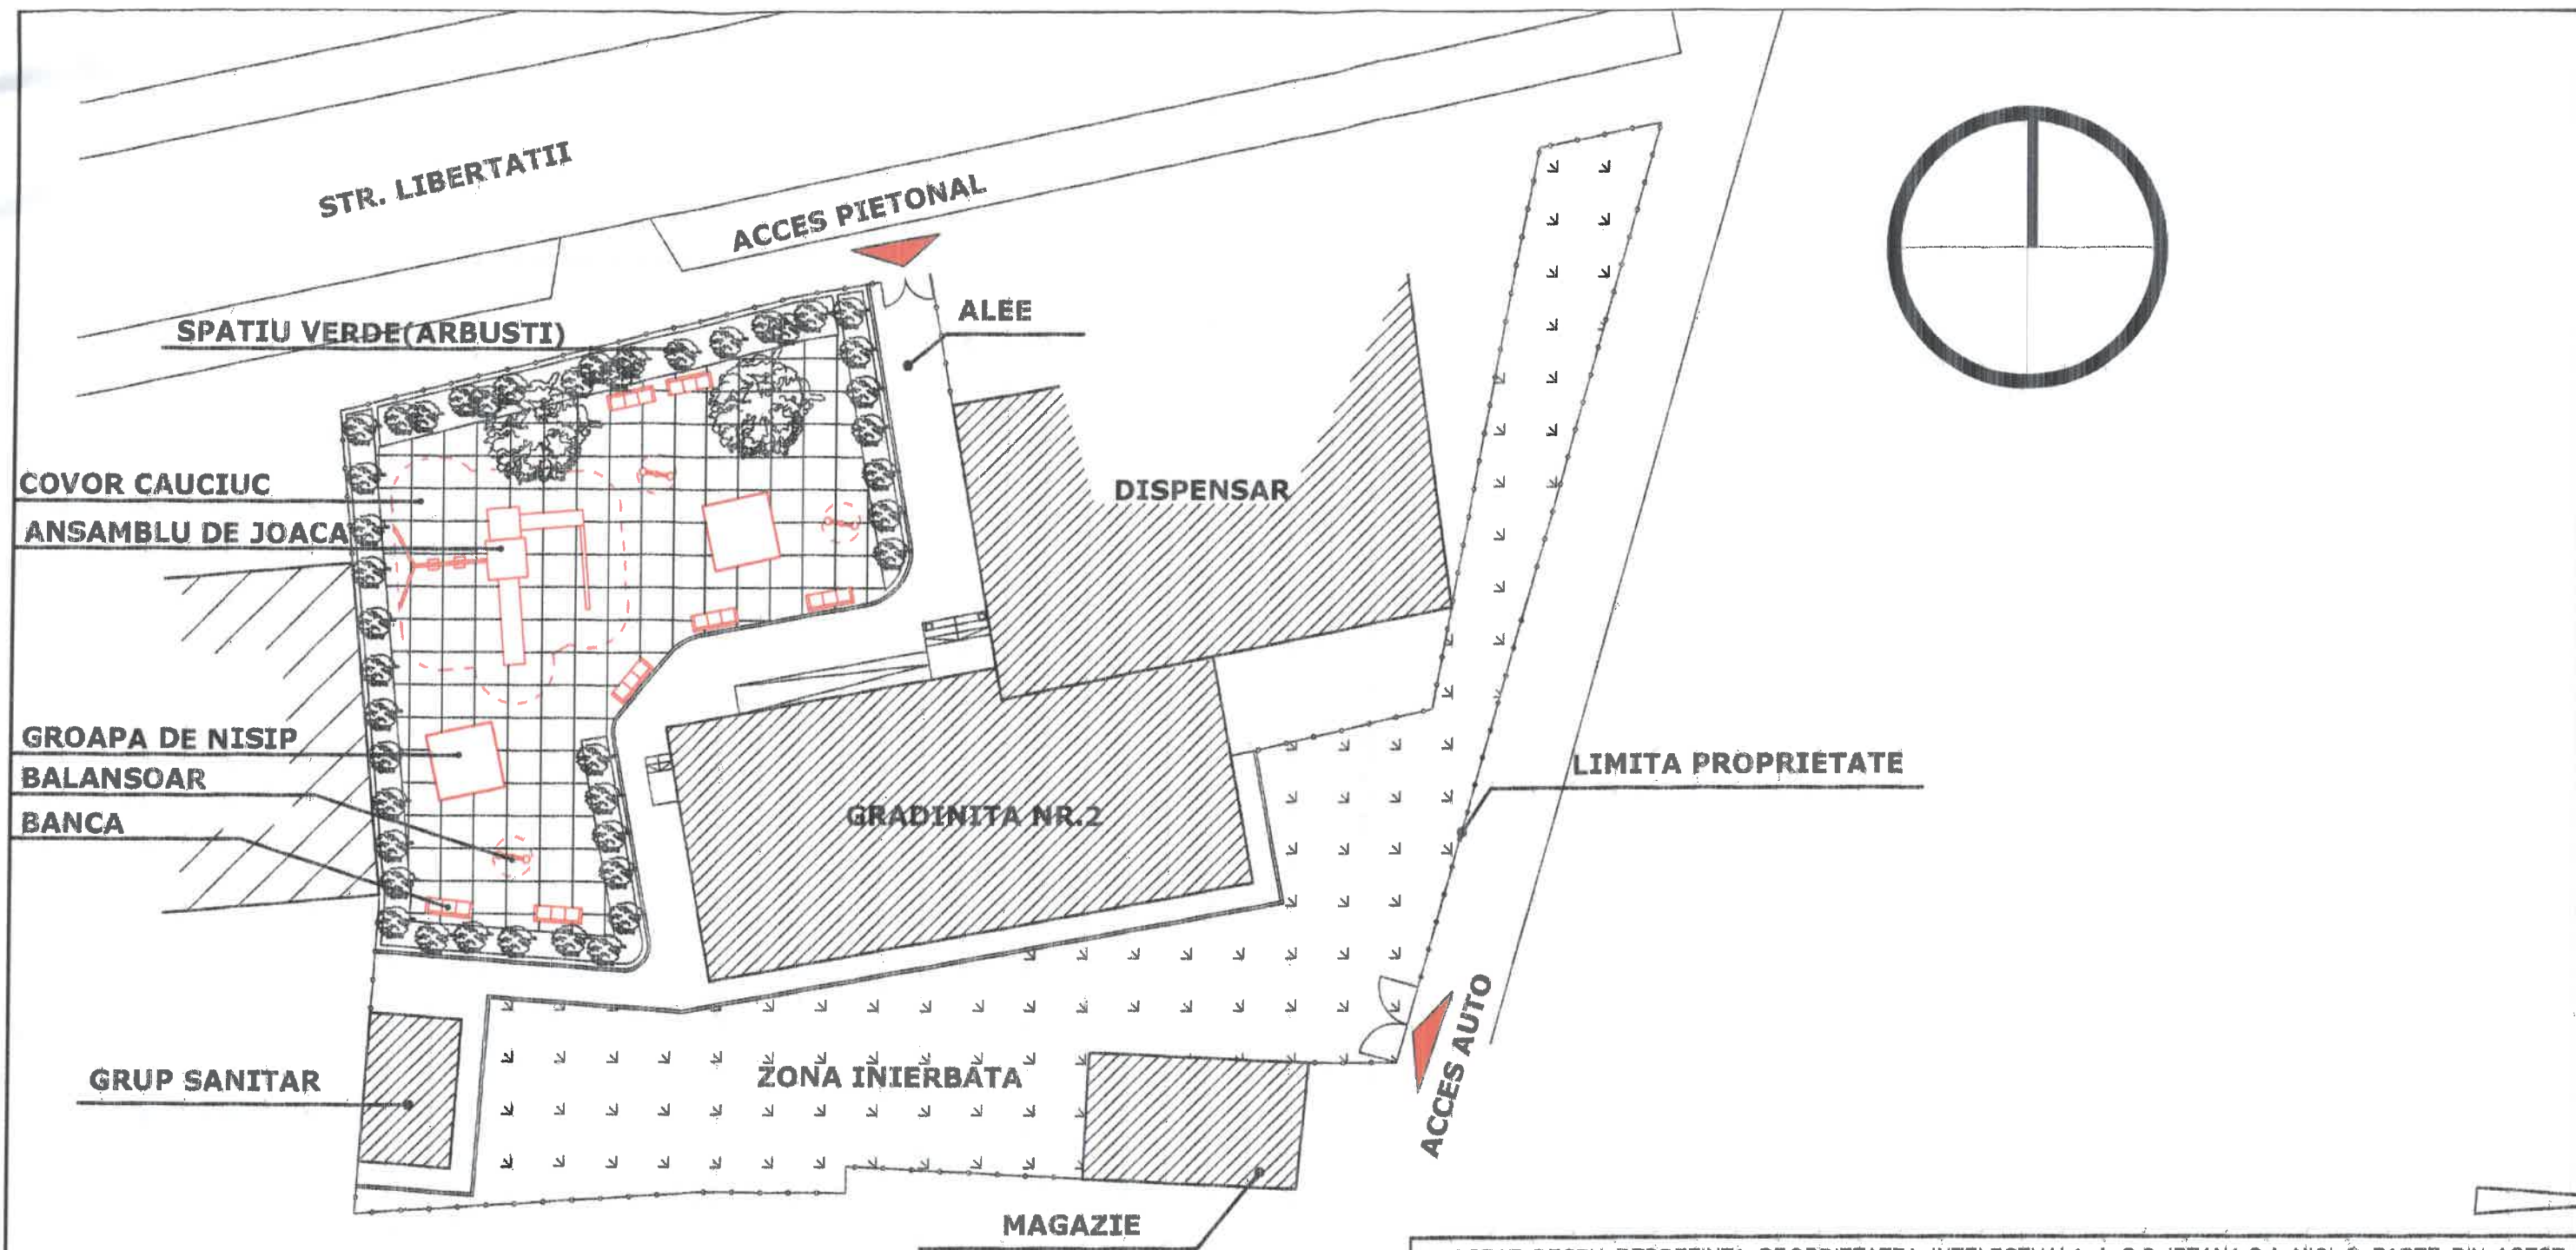 STR. LIBERTATII
ACCES PIETONAL
SPATIU VERDE(ARBUSTI)
ALEE
COVOR CAUCIUC
DISPENSAR
ANSAMBLU DE JOACA
GROAPA DE NISIP
LIMITA PROPRIETATE
BALANSOAR
BANCA
GRADINITA NR.2
ACCES AUTO
GRUP SANITAR
ZONA INIERBATA
MAGAZIE